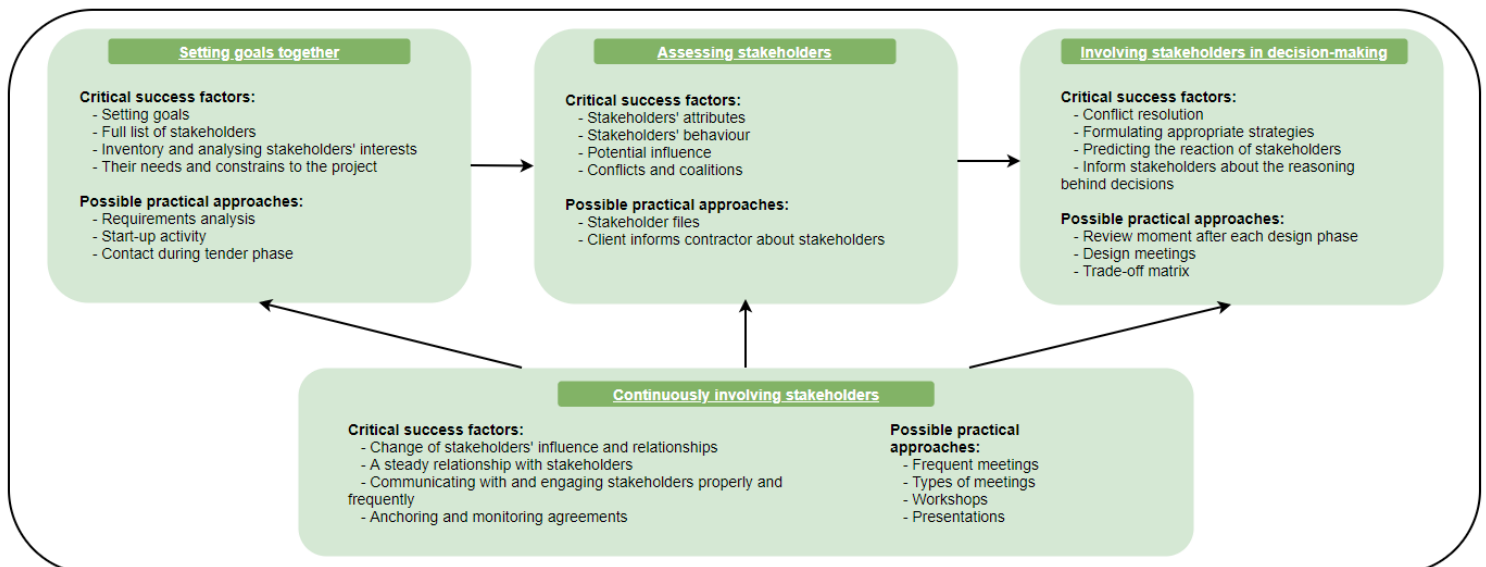 Setting goals together
Critical success factors:
- Setting goals
- Full list of stakeholders
- Inventory and analysing stakeholders' interests
- Their needs and constrains to the project
Possible practical approaches:
- Requirements analysis
- Start-up activity
- Contact during tender phase
Assessing stakeholders
Critical success factors:
- Stakeholders' attributes
- Stakeholders' behaviour
- Potential influence
- Conflicts and coalitions
Possible practical approaches:
- Stakeholder files
- Client informs contractor about stakeholders
Involving stakeholders in decision-making
Critical success factors:
- Conflict resolution
- Formulating appropriate strategies
- Predicting the reaction of stakeholders
- Inform stakeholders about the reasoning
behind decisions
Possible practical approaches:
- Review moment after each design phase
- Design meetings
- Trade-off matrix
Continuously involving stakeholders
Critical success factors:
- Change of stakeholders' influence and relationships
- A steady relationship with stakeholders
- Communicating with and engaging stakeholders properly and
frequently
- Anchoring and monitoring agreements
Possible practical
approaches:
- Frequent meetings
- Types of meetings
- Workshops
- Presentations